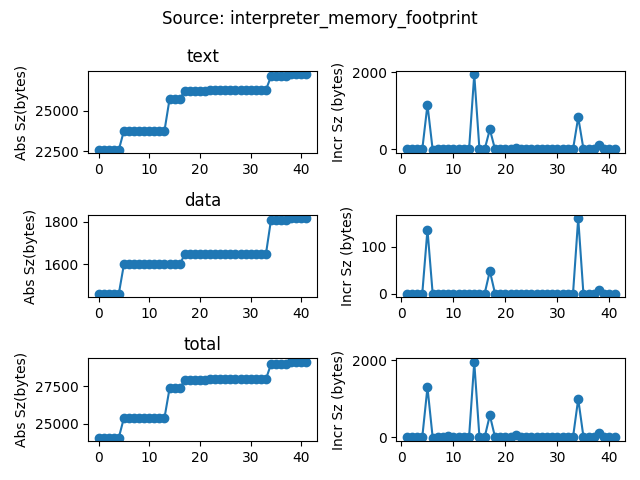 Source: interpreter_memory_footprint
text
Abs Sz(bytes)
25000
22500
0 10 20 30 40
Incr Sz (bytes)
2000
0
0 10 20 30 40
data
Abs Sz(bytes)
1800
1600
0 10 20 30 40
Incr Sz (bytes)
100
0
0 10 20 30 40
total
Abs Sz(bytes)
27500
25000
0 10 20 30 40
Incr Sz (bytes)
2000
0
0 10 20 30 40